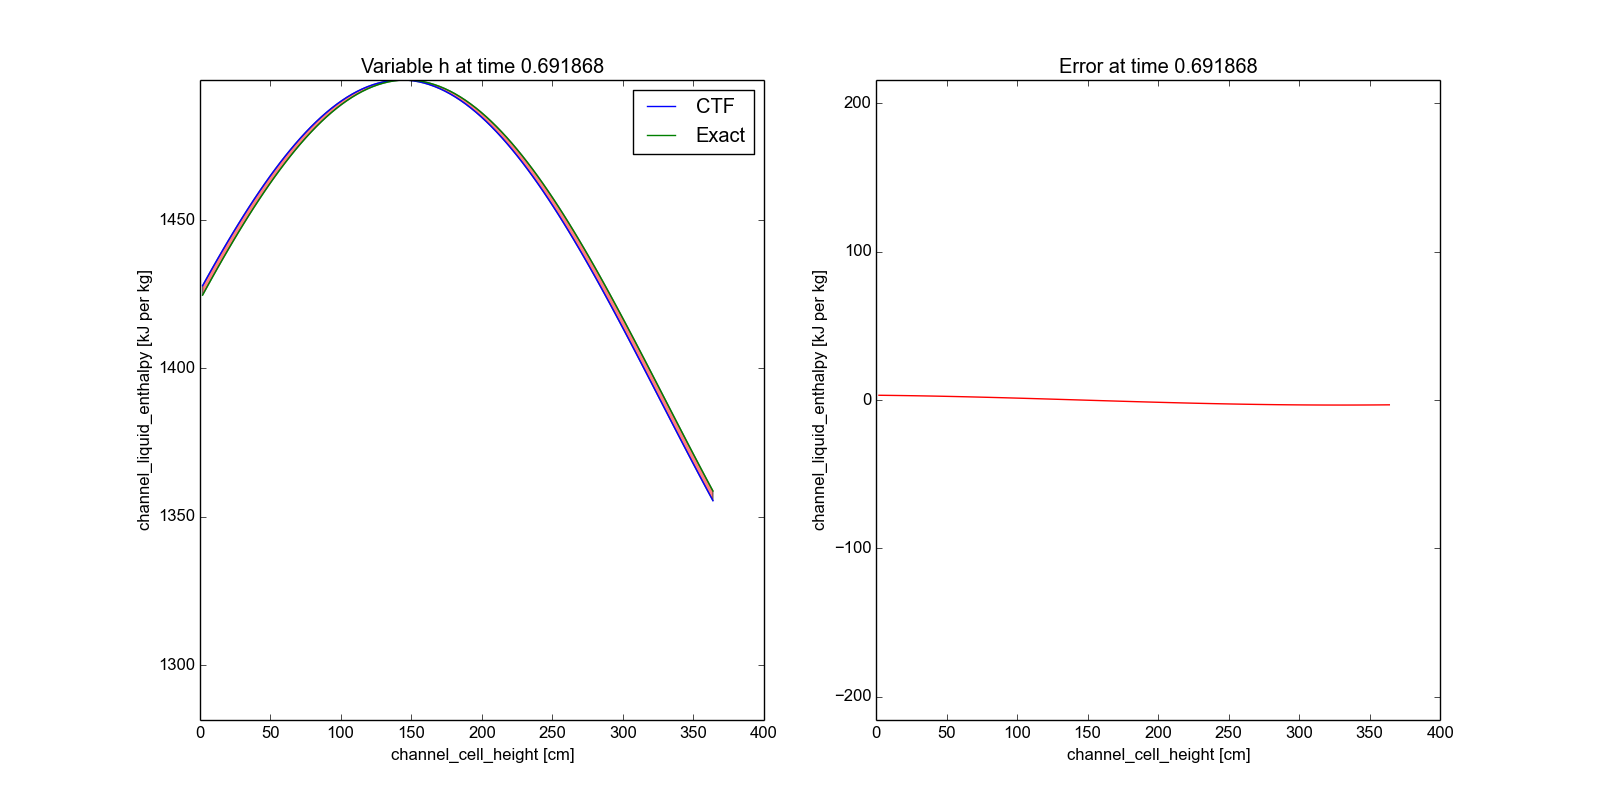 Variable h at time 0.691868
CTF
Exact
1450
1400
1350
1300
channel_liquid_enthalpy [kJ per kg]
0 50 100 150 200 250 300 350 400
channel_cell_height [cm]
Error at time 0.691868
200
100
0
−100
−200
channel_liquid_enthalpy [kJ per kg]
0 50 100 150 200 250 300 350 400
channel_cell_height [cm]